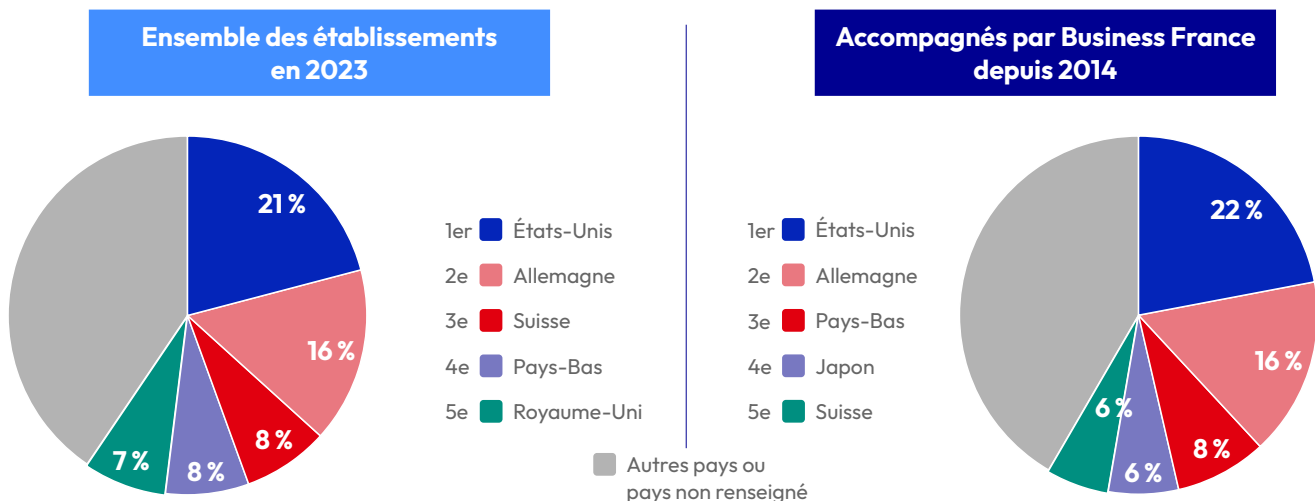 Ensemble des établissements
en 2023
21 %
16 %
8 %
8 %
7 %
1er États-Unis
2e Allemagne
3e Suisse
4e Pays-Bas
5e Royaume-Uni
Accompagnés par Business France
depuis 2014
1er États-Unis
2e Allemagne
3e Pays-Bas
4e Japon
5e Suisse
22 %
16 %
8 %
6 %
6 %
Autres pays ou
pays non renseigné